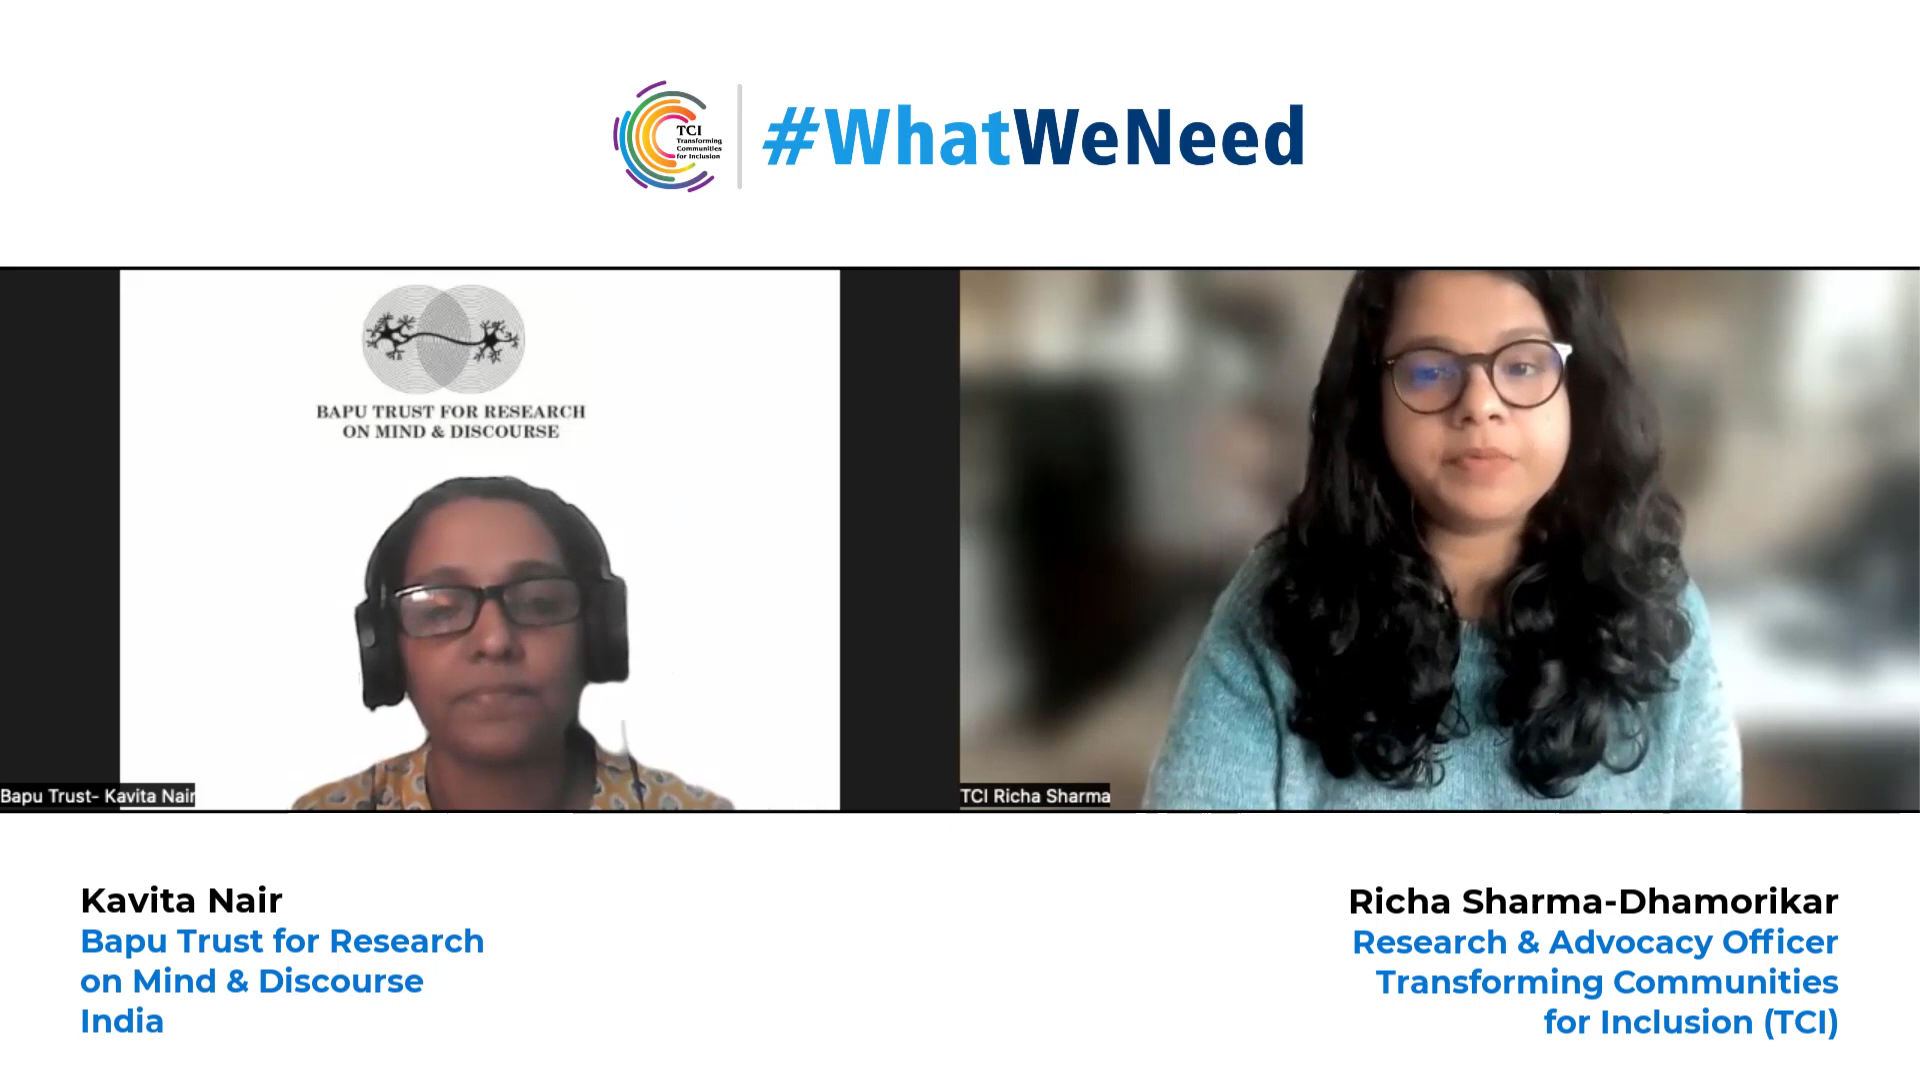 TCI
Transforming
Communities
for Inclusion
#WhatWeNeed
BAPU TRUST FOR RESEARCH
ON MIND & DISCOURSE
Bapu Trust- Kavita Nair
TCI Richa Sharma
Kavita Nair
Bapu Trust for Research
on Mind & Discourse
India
Richa Sharma-Dhamorikar
Research & Advocacy Officer
Transforming Communities
for Inclusion (TCI)